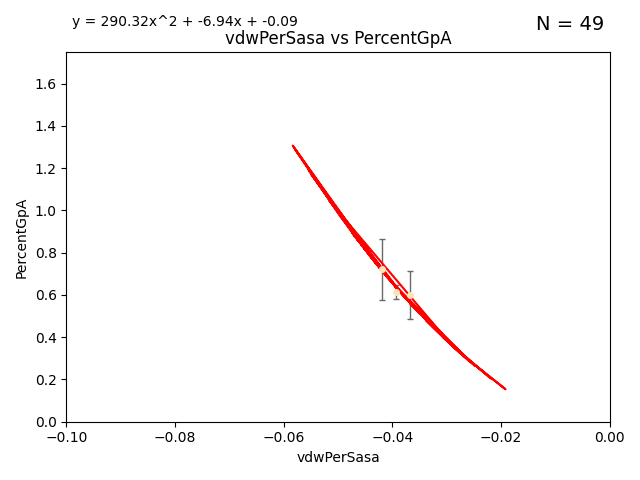 y = 290.32x^2 + -6.94x + -0.09
N = 49
vdwPerSasa vs PercentGpA
PercentGpA
1.6
1.4
1.2
1.0
0.8
0.6
0.4
0.2
0.0
−0.10 −0.08 −0.06 −0.04 −0.02 0.00
vdwPerSasa